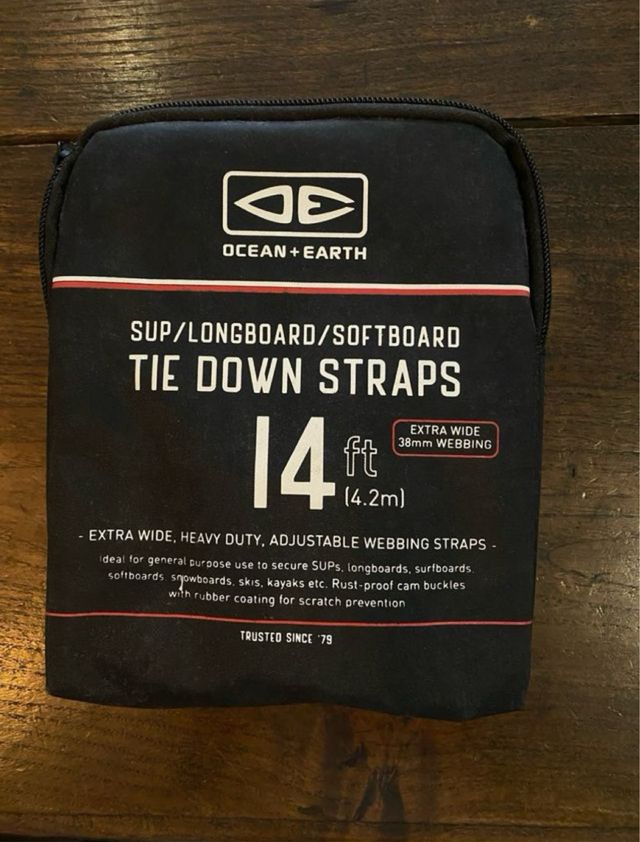 OCEAN+EARTH
SUP/LONGBOARD/SOFTBOARD
TIE DOWN STRAPS
14 ft
(4.2m)
EXTRA WIDE
38mm WEBBING
- EXTRA WIDE, HEAVY DUTY, ADJUSTABLE WEBBING STRAPS -
Ideal for general purpose use to secure SUPs, longboards, surfboards,
softboards, snowboards, skis, kayaks etc. Rust-proof cam buckles
with rubber coating for scratch prevention
TRUSTED SINCE '79